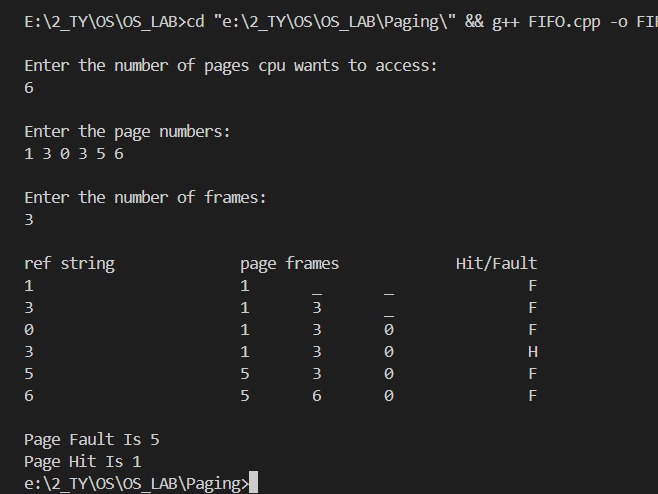 E:\2_TY\OS\OS_LAB>cd "e:\2_TY\OS\OS_LAB\Paging\" && g++ FIFO.cpp -o FIF
Enter the number of pages cpu wants to access:
6
Enter the page numbers:
1 3 0 3 5 6
Enter the number of frames:
3
ref string page frames Hit/Fault
1 1 _ _ F
3 1 3 _ F
0 1 3 0 F
3 1 3 0 H
5 5 3 0 F
6 5 6 0 F
Page Fault Is 5
Page Hit Is 1
e:\2_TY\OS\OS_LAB\Paging>